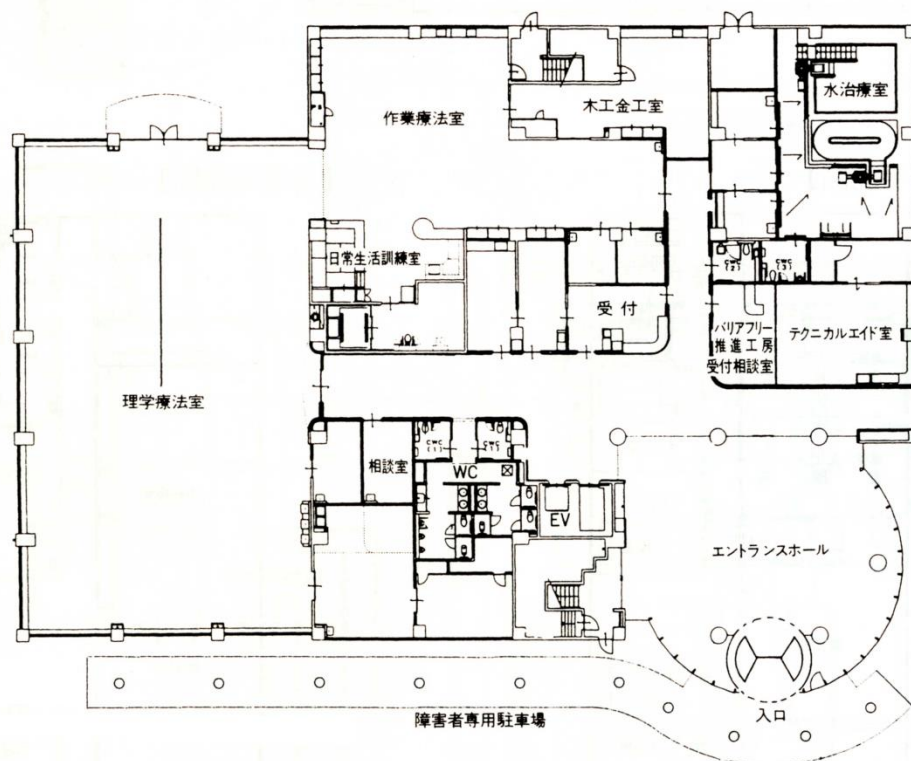 作業療法室
木工金工室
水治療室
日常生活訓練室
受付
バリアフリー
推進工房
受付相談室
テクニカルエイド室
理学療法室
相談室
WC
EV
エントランスホール
入口
障害者専用駐車場